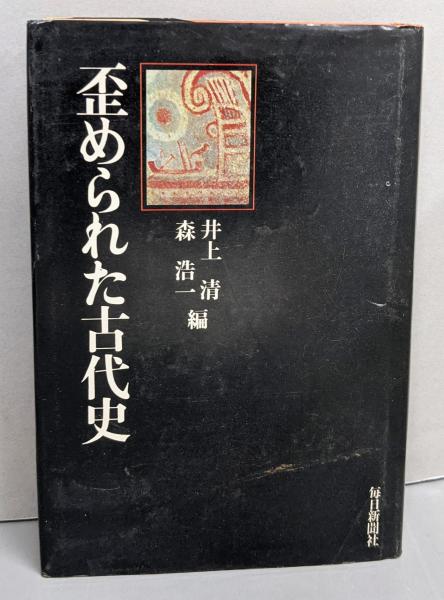 歪められた古代史
井上 清
森 浩一 編
毎日新聞社